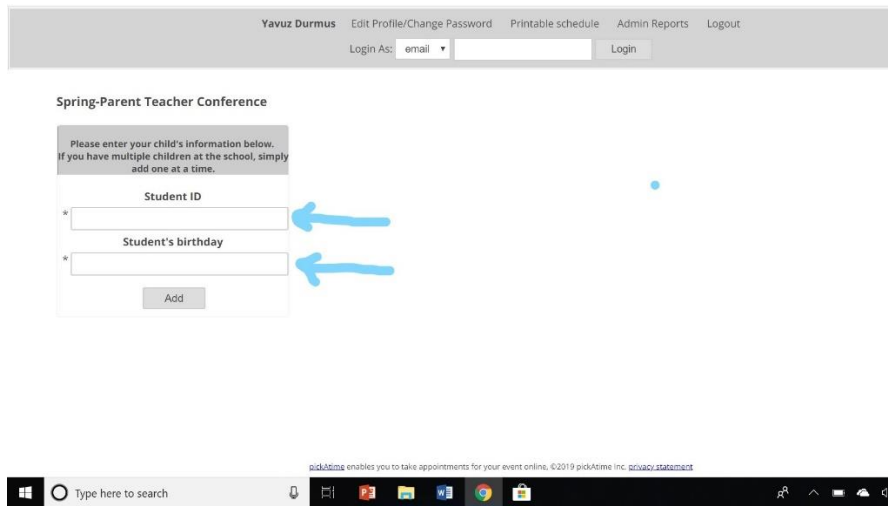 Yavuz Durmus Edit Profile/Change Password Printable schedule Admin Reports Logout
Login As: email Login
Spring-Parent Teacher Conference
Please enter your child's information below.
If you have multiple children at the school, simply
add one at a time.
Student ID
*
Student's birthday
*
Add
pickAtime enables you to take appointments for your event online, ©2019 pickAtime Inc. privacy statement
Type here to search